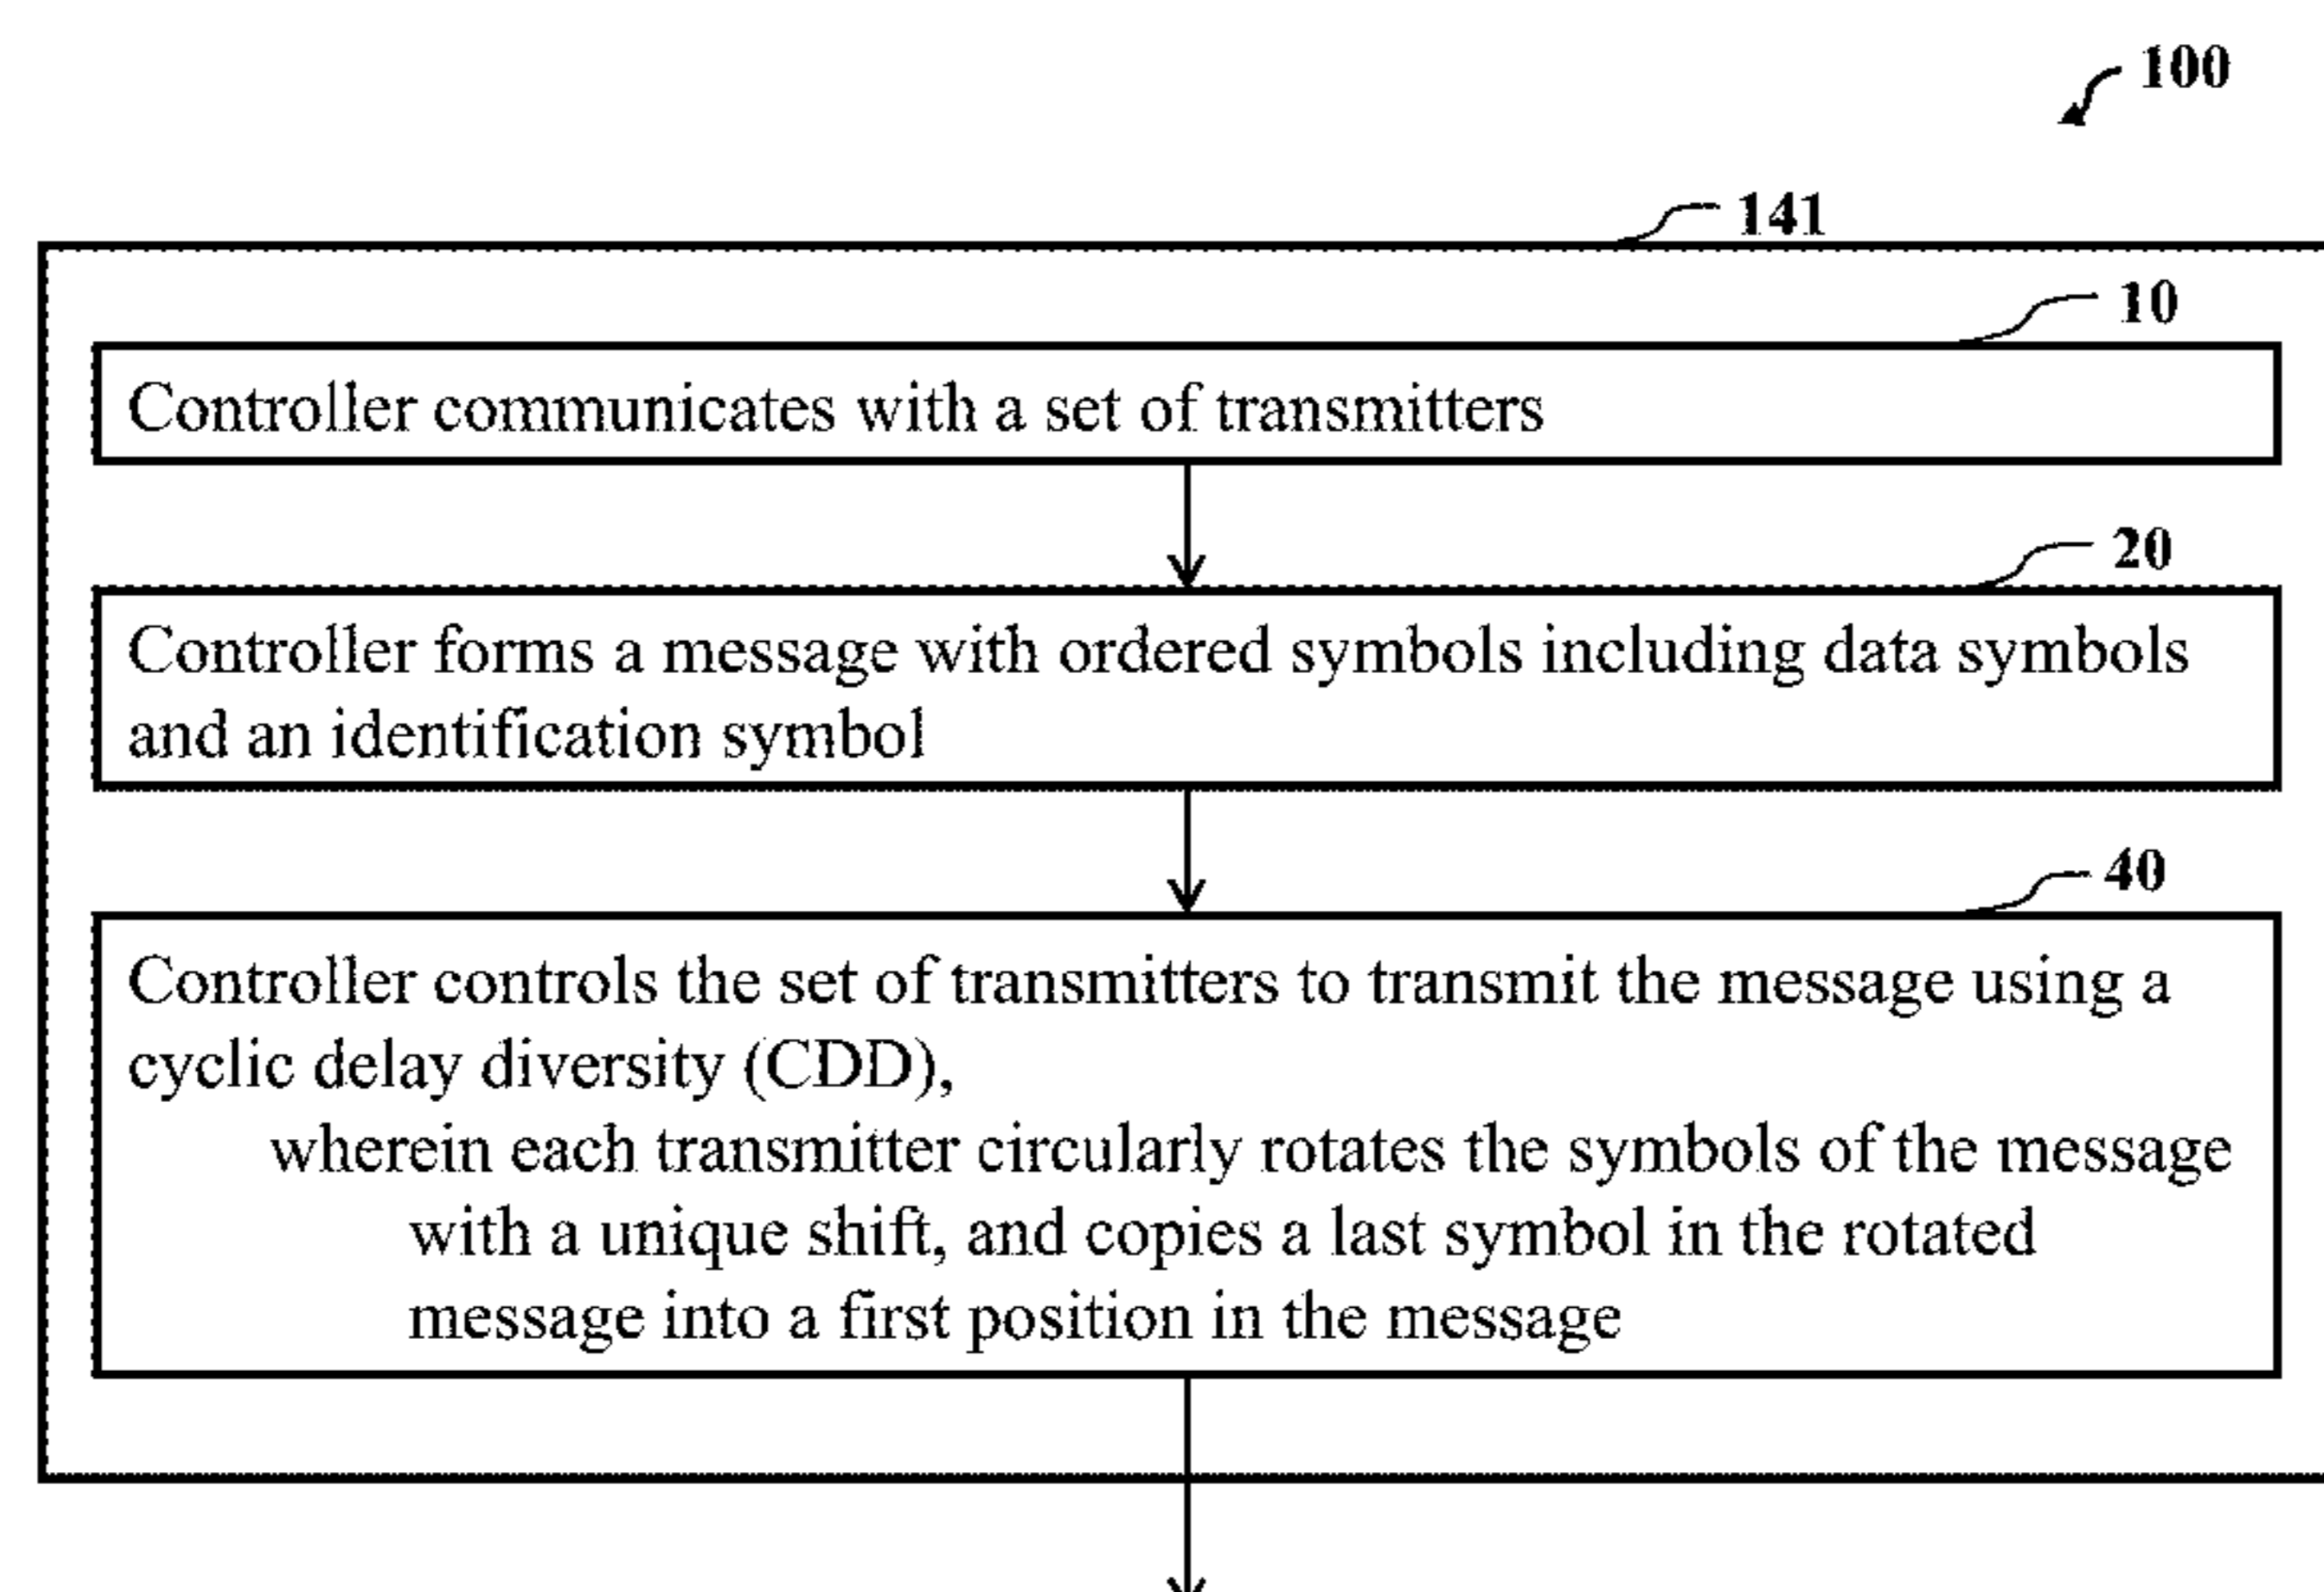 100
141
10
Controller communicates with a set of transmitters
20
Controller forms a message with ordered symbols including data symbols
and an identification symbol
40
Controller controls the set of transmitters to transmit the message using a
cyclic delay diversity (CDD),
wherein each transmitter circularly rotates the symbols of the message
with a unique shift, and copies a last symbol in the rotated
message into a first position in the message